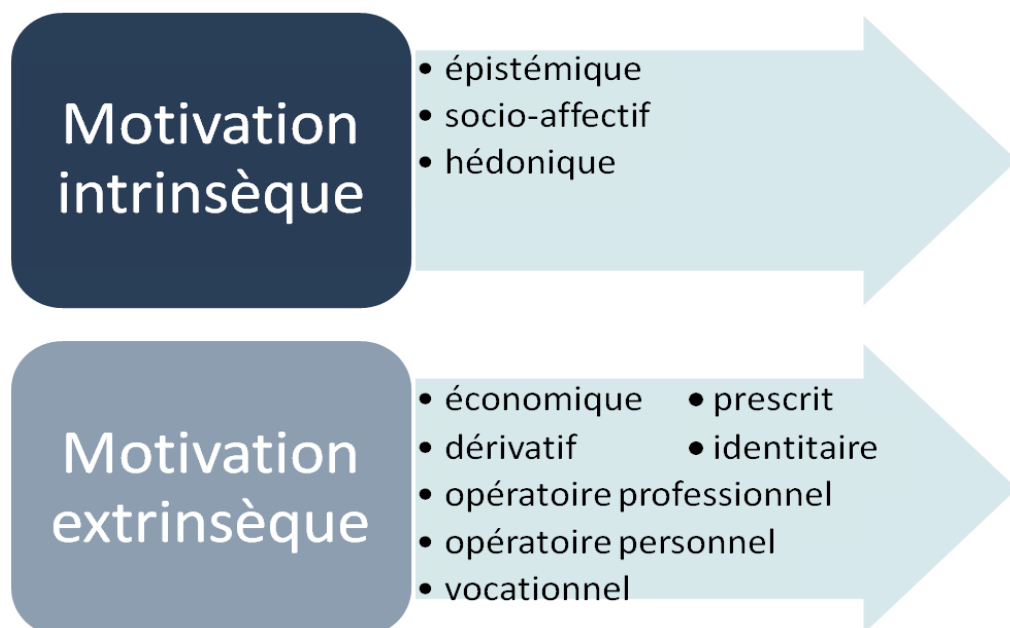 Motivation
intrinsèque
• épistémique
• socio-affectif
• hédonique
Motivation
extrinsèque
• économique • prescrit
• dérivatif • identitaire
• opératoire professionnel
• opératoire personnel
• vocationnel